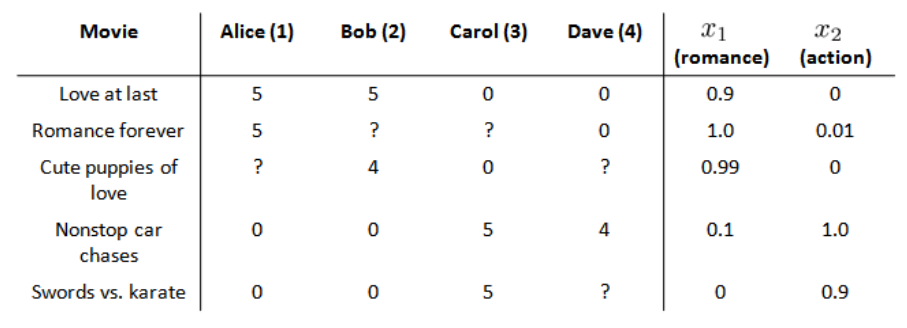 Movie Alice (1) Bob (2) Carol (3) Dave (4) x1 x2
(romance) (action)
Love at last 5 5 0 0 0.9 0
Romance forever 5 ? ? 0 1.0 0.01
Cute puppies of ? 4 0 ? 0.99 0
love
Nonstop car 0 0 5 4 0.1 1.0
chases
Swords vs. karate 0 0 5 ? 0 0.9